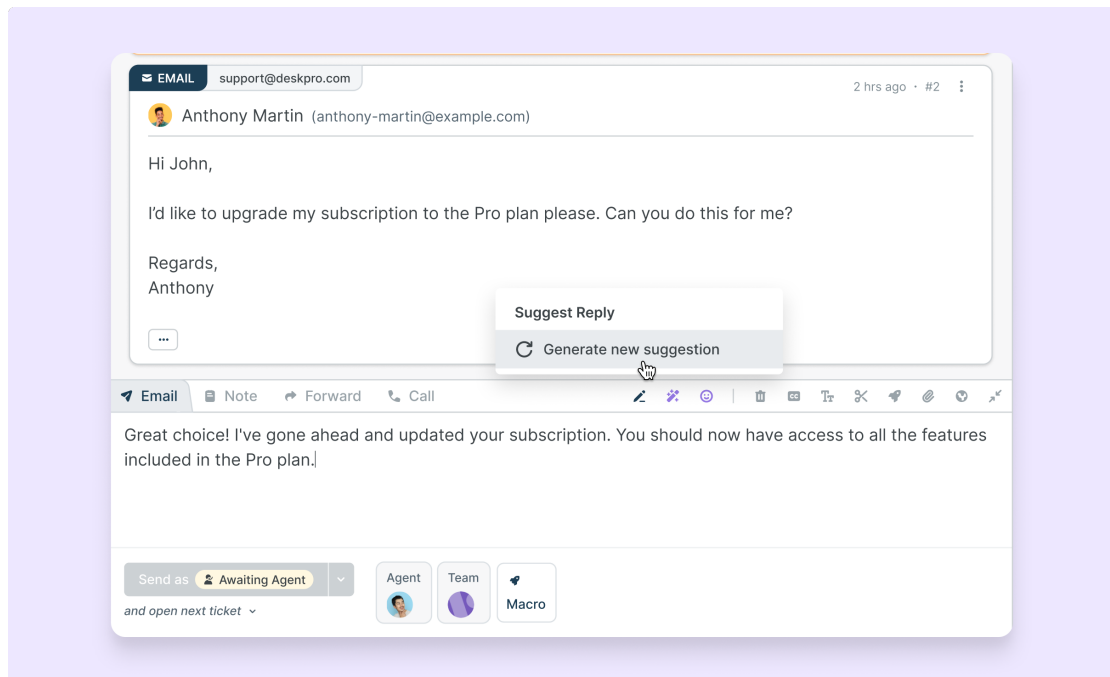 EMAIL support@deskpro.com
2 hrs ago · #2
Anthony Martin (anthony-martin@example.com)
Hi John,
I’d like to upgrade my subscription to the Pro plan please. Can you do this for me?
Regards,
Anthony
...
Suggest Reply
Generate new suggestion
Email Note Forward Call
CC Tт
Great choice! I've gone ahead and updated your subscription. You should now have access to all the features
included in the Pro plan.
Send as Awaiting Agent
and open next ticket
Agent Team
Macro